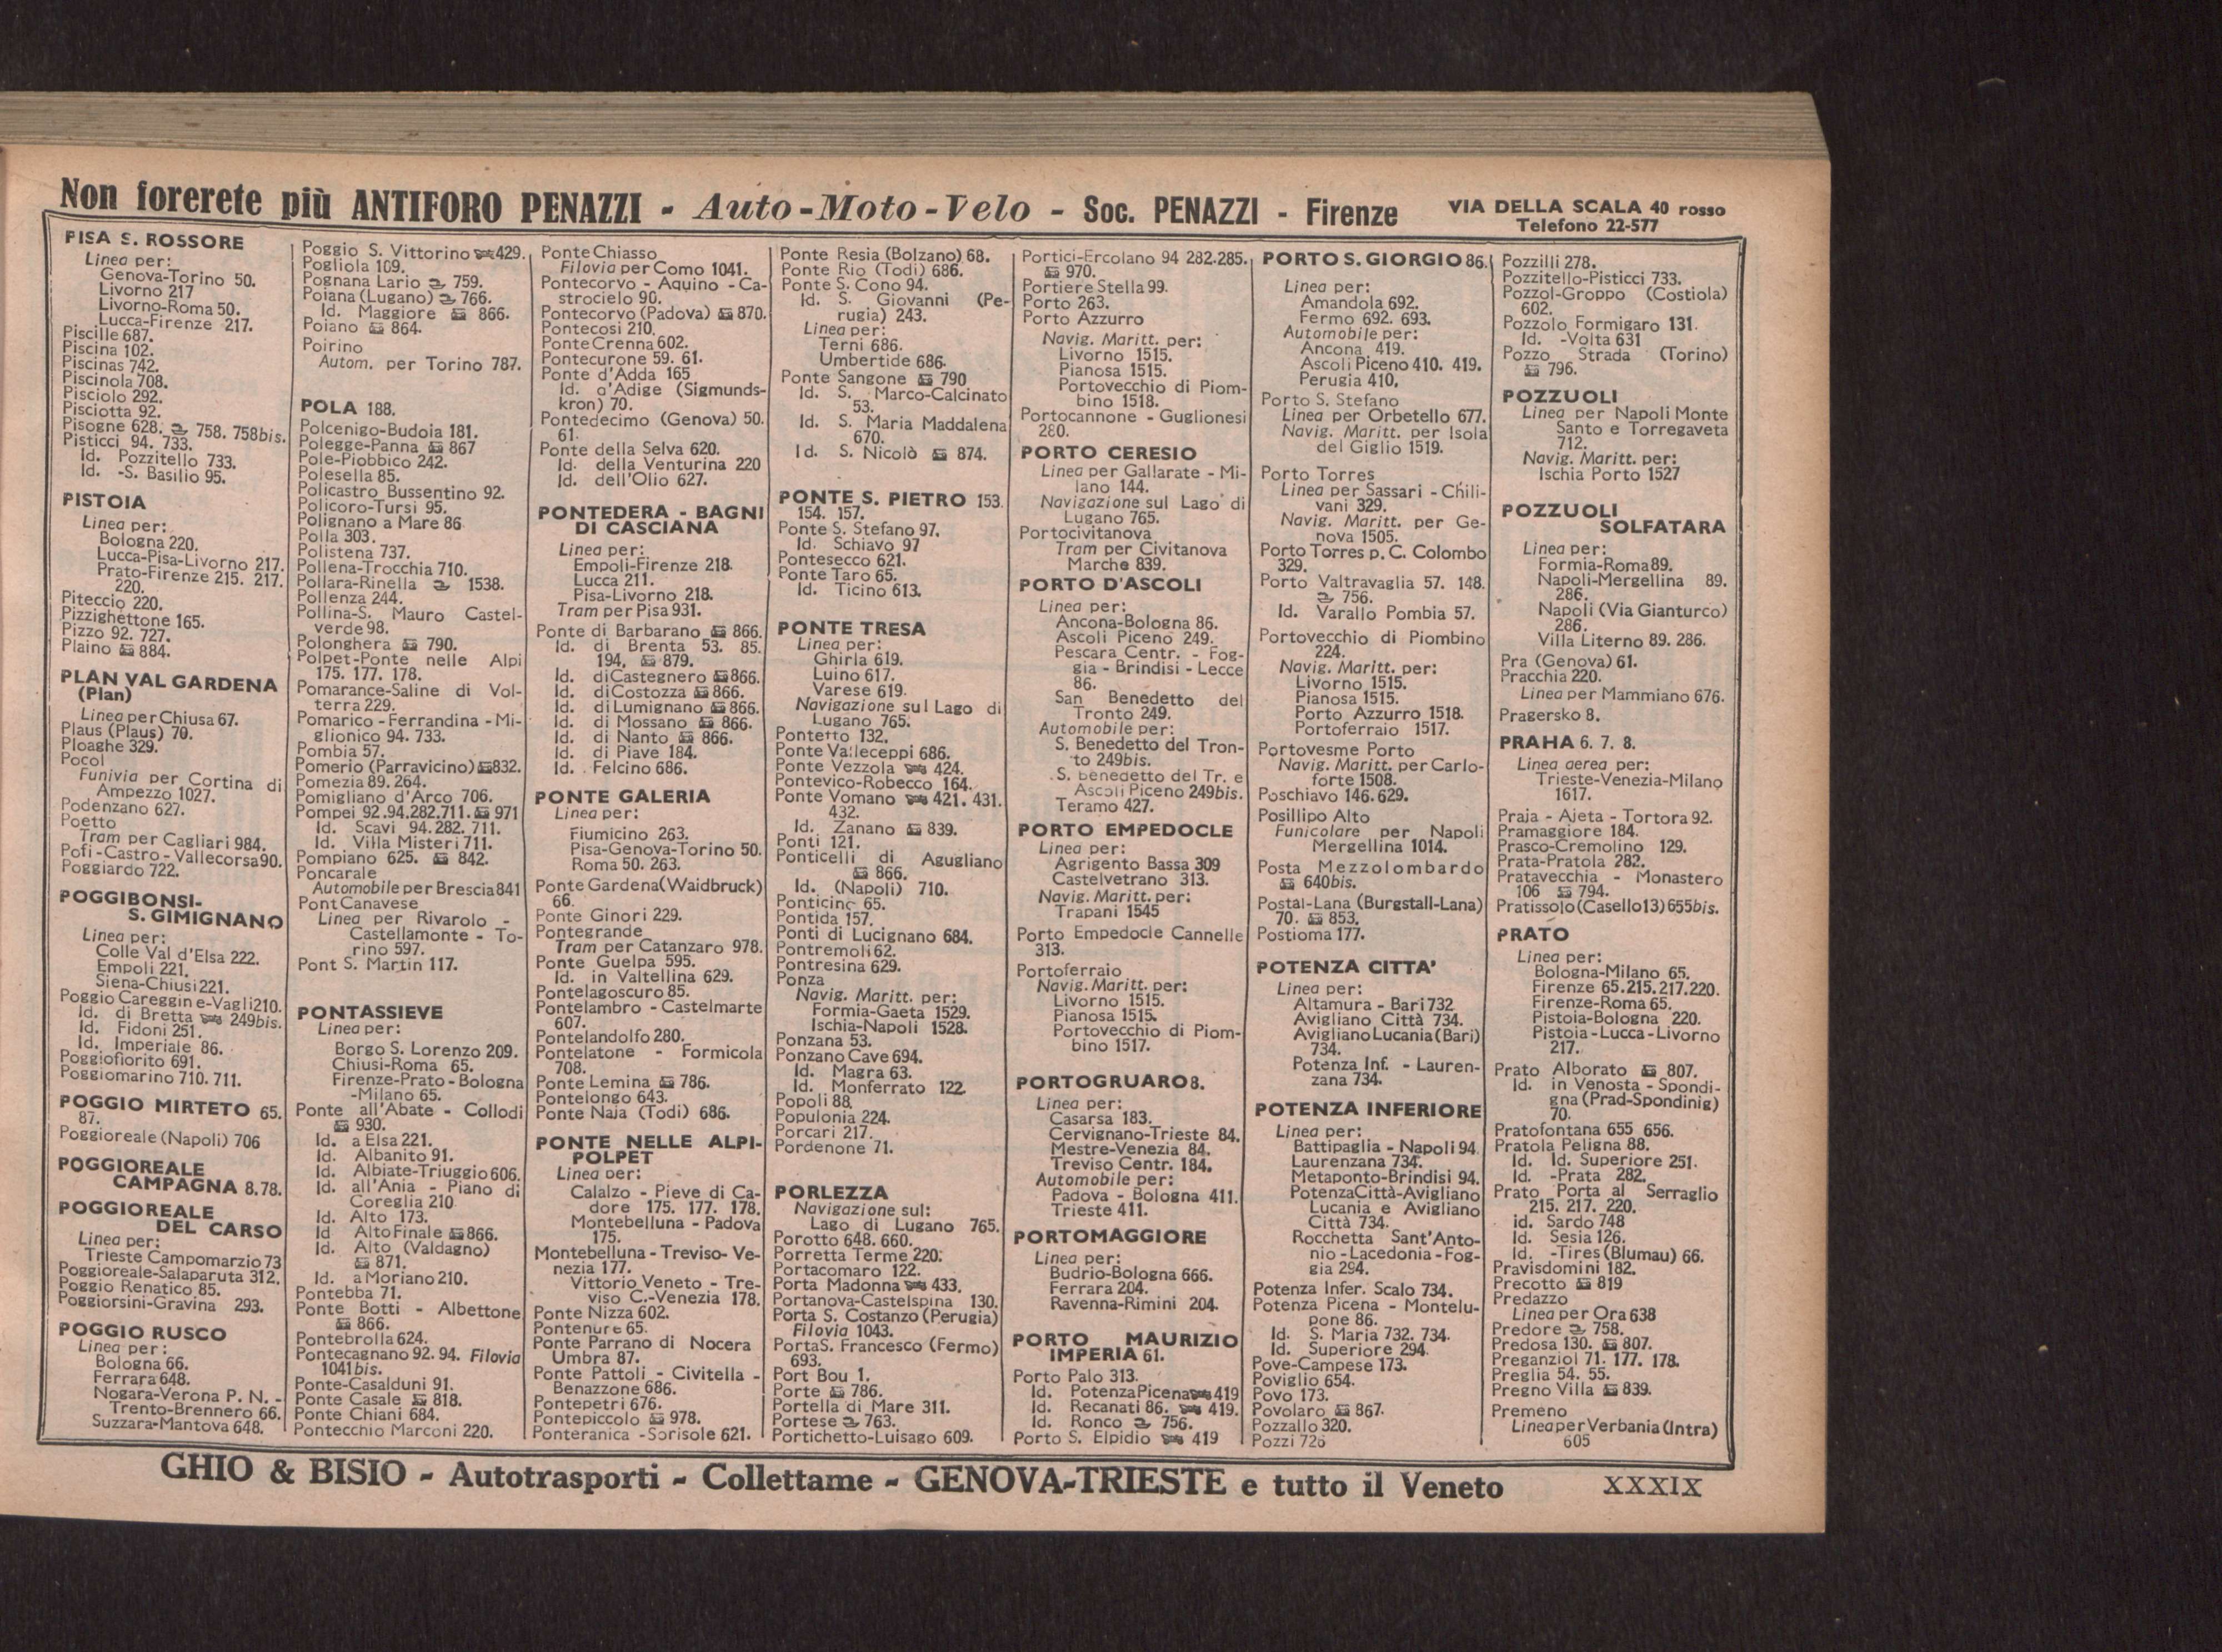 Non forerete più ANTIFORO PENAZZI - Auto-Moto-Velo - Soc. PENAZZI - Firenze
VIA DELLA SCALA 40 rosso
Telefono 22-577
PISA S. ROSSORE
Linea per:
Genova-Torino 50.
Livorno 217
Livorno-Roma 50.
Lucca-Firenze 217.
Piscille 687.
Piscina 102.
Piscinas 742.
Piscinola 708.
Pisciolo 292.
Pisciotta 92.
Pisogne 628. 758. 758bis.
Pisticci 94. 733.
Id. Pozzitello 733.
Id. -S. Basilio 95.
PISTOIA
Linea per:
Bologna 220.
Lucca-Pisa-Livorno 217.
Prato-Firenze 215. 217.
220.
Piteccio 220.
Pizzighettone 165.
Pizzo 92. 727.
Plaino 884.
PLAN VAL GARDENA
(Plan)
Linea per Chiusa 67.
Plaus (Plaus) 70.
Ploaghe 329.
Pocol
Funivia per Cortina di
Ampezzo 1027.
Podenzano 627.
Poetto
Tram per Cagliari 984.
Pofi-Castro-Vallecorsa 90.
Poggiardo 722.
POGGIBONSI-
S. GIMIGNANO
Linea per:
Colle Val d'Elsa 222.
Empoli 221.
Siena-Chiusi 221.
Poggio Careggine-Vagli 210.
Id. di Bretta 249bis.
Id. Fidoni 251.
Id. Imperiale 86.
Poggiofiorito 691.
Poggiomarino 710. 711.
POGGIO MIRTETO 65.
87.
Poggioreale (Napoli) 706
POGGIOREALE
CAMPAGNA 8.78.
POGGIOREALE
DEL CARSO
Linea per:
Trieste Campomarzio 73
Poggioreale-Salaparuta 312.
Poggio Renatico 85.
Poggiorsini-Gravina 293.
POGGIO RUSCO
Linea per:
Bologna 66.
Ferrara 648.
Nogara-Verona P. N. -
Trento-Brennero 66.
Suzzara-Mantova 648.
Poggio S. Vittorino 429.
Pogliola 109.
Pognana Lario 759.
Poiana (Lugano) 766.
Id. Maggiore 866.
Poiano 864.
Poirino
Autom. per Torino 787.
POLA 188.
Polcenigo-Budoia 181.
Polegge-Panna 867
Pole-Piobbico 242.
Polesella 85.
Policastro Bussentino 92.
Policoro-Tursi 95.
Polignano a Mare 86
Polla 303.
Polistena 737.
Pollena-Trocchia 710.
Pollara-Rinella 1538.
Pollenza 244.
Pollina-S. Mauro Castel-
verde 98.
Polonghera 790.
Polpet-Ponte nelle Alpi
175. 177. 178.
Pomarance-Saline di Vol-
terra 229.
Pomarico - Ferrandina - Mi-
glionico 94. 733.
Pombia 57.
Pomerio (Parravicino) 832.
Pomezia 89. 264.
Pomigliano d'Arco 706.
Pompei 92.94.282.711. 971
Id. Scavi 94. 282. 711.
Id. Villa Misteri 711.
Pompiano 625. 842.
Poncarale
Automobile per Brescia 841
Pont Canavese
Linea per Rivarolo -
Castellamonte - To-
rino 597.
Pont S. Martin 117.
PONTASSIEVE
Linea per:
Borgo S. Lorenzo 209.
Chiusi-Roma 65.
Firenze-Prato-Bologna
-Milano 65.
Ponte all'Abate - Collodi
930.
Id. a Elsa 221.
Id. Albanito 91.
Id. Albiate-Triuggio 606.
Id. all'Ania - Piano di
Coreglia 210
Id. Alto 173.
Id Alto Finale 866.
Id. Alto (Valdagno)
871.
Id. a Moriano 210.
Pontebba 71.
Ponte Botti - Albettone
866.
Pontebrolla 624.
Pontecagnano 92. 94. Filovia
1041bis.
Ponte-Casalduni 91.
Ponte Casale 818.
Ponte Chiani 684.
Pontecchio Marconi 220.
Ponte Chiasso
Filovia per Como 1041.
Pontecorvo - Aquino - Ca-
strocielo 90.
Pontecorvo (Padova) 870.
Pontecosi 210.
Ponte Crenna 602.
Pontecurone 59. 61.
Ponte d'Adda 165
Id. d'Adige (Sigmunds-
kron) 70.
Pontedecimo (Genova) 50.
61.
Ponte della Selva 620.
Id. della Venturina 220
Id. dell'Olio 627.
PONTEDERA - BAGNI
DI CASCIANA
Linea per:
Empoli-Firenze 218.
Lucca 211.
Pisa-Livorno 218.
Tram per Pisa 931.
Ponte di Barbarano 866.
Id. di Brenta 53. 85.
194. 879.
Id. di Castegnero 866.
Id. di Costozza 866.
Id. di Lumignano 866.
Id. di Mossano 866.
Id. di Nanto 866.
Id. di Piave 184.
Id. Felcino 686.
PONTE GALERIA
Linea per:
Fiumicino 263.
Pisa-Genova-Torino 50.
Roma 50. 263.
Ponte Gardena (Waidbruck)
66.
Ponte Ginori 229.
Pontegrande
Tram per Catanzaro 978.
Ponte Guelpa 595.
Id. in Valtellina 629.
Pontelagoscuro 85.
Pontelambro - Castelmarte
607.
Pontelandolfo 280.
Pontelatone - Formicola
708.
Ponte Lemina 786.
Pontelongo 643.
Ponte Naja (Todi) 686.
PONTE NELLE ALPI-
POLPET
Linea per:
Calalzo - Pieve di Ca-
dore 175. 177. 178.
Montebelluna - Padova
175.
Montebelluna - Treviso- Ve-
nezia 177.
Vittorio Veneto - Tre-
viso C.-Venezia 178.
Ponte Nizza 602.
Pontenure 65.
Ponte Parrano di Nocera
Umbra 87.
Ponte Pattoli - Civitella -
Benazzone 686.
Pontepetri 676.
Pontepiccolo 978.
Ponteranica - Sorisole 621.
Ponte Resia (Bolzano) 68.
Ponte Rio (Todi) 686.
Ponte S. Cono 94.
Id. S. Giovanni (Pe-
rugia) 243.
Linea per:
Terni 686.
Umbertide 686.
Ponte Sangone 790
Id. S. Marco-Calcinato
53.
Id. S. Maria Maddalena
670.
Id. S. Nicolò 874.
PONTE S. PIETRO 153.
154. 157.
Ponte S. Stefano 97.
Id. Schiavo 97
Pontesecco 621.
Ponte Taro 65.
Id. Ticino 613.
PONTE TRESA
Linea per:
Ghirla 619.
Luino 617.
Varese 619.
Navigazione sul Lago di
Lugano 765.
Pontetto 132.
Ponte Valleceppi 686.
Ponte Vezzola 424.
Pontevico-Robecco 164.
Ponte Vomano 421. 431.
432.
Id. Zanano 839.
Ponti 121.
Ponticelli di Agugliano
866.
Id. (Napoli) 710.
Ponticino 65.
Pontida 157.
Ponti di Lucignano 684.
Pontremoli 62.
Pontresina 629.
Ponza
Navig. Maritt. per:
Formia-Gaeta 1529.
Ischia-Napoli 1528.
Ponzana 53.
Ponzano Cave 694.
Id. Magra 63.
Id. Monferrato 122.
Popoli 88.
Populonia 224.
Porcari 217.
Pordenone 71.
PORLEZZA
Navigazione sul:
Lago di Lugano 765.
Porotto 648. 660.
Porretta Terme 220.
Portacomaro 122.
Porta Madonna 433.
Portanova-Castelspina 130.
Porta S. Costanzo (Perugia)
Filovia 1043.
Porta S. Francesco (Fermo)
693.
Port Bou 1.
Porte 786.
Portella di Mare 311.
Portese 763.
Portichetto-Luisago 609.
Portici-Ercolano 94 282.285.
970.
Portiere Stella 99.
Porto 263.
Porto Azzurro
Navig. Maritt. per:
Livorno 1515.
Pianosa 1515.
Portovecchio di Piom-
bino 1518.
Portocannone - Guglionesi
280.
PORTO CERESIO
Linea per Gallarate - Mi-
lano 144.
Navigazione sul Lago di
Lugano 765.
Portocivitanova
Tram per Civitanova
Marche 839.
PORTO D'ASCOLI
Linea per:
Ancona-Bologna 86.
Ascoli Piceno 249.
Pescara Centr. - Fog-
gia - Brindisi - Lecce
86.
San Benedetto del
Tronto 249.
Automobile per:
S. Benedetto del Tron-
to 249bis.
S. Benedetto del Tr. e
Ascoli Piceno 249bis.
Teramo 427.
PORTO EMPEDOCLE
Linea per:
Agrigento Bassa 309
Castelvetrano 313.
Navig. Maritt. per:
Trapani 1545
Porto Empedocle Cannelle
313.
Portoferraio
Navig. Maritt. per:
Livorno 1515.
Pianosa 1515.
Portovecchio di Piom-
bino 1517.
PORTOGRUARO 8.
Linea per:
Casarsa 183.
Cervignano-Trieste 84.
Mestre-Venezia 84.
Treviso Centr. 184.
Automobile per:
Padova - Bologna 411.
Trieste 411.
PORTOMAGGIORE
Linea per:
Budrio-Bologna 666.
Ferrara 204.
Ravenna-Rimini 204.
PORTO MAURIZIO
IMPERIA 61.
Porto Palo 313.
Id. Potenza Picena 419
Id. Recanati 86. 419.
Id. Ronco 756.
Porto S. Elpidio 419
PORTO S. GIORGIO 86.
Linea per:
Amandola 692.
Fermo 692. 693.
Automobile per:
Ancona 419.
Ascoli Piceno 410. 419.
Perugia 410.
Porto S. Stefano
Linea per Orbetello 677.
Navig. Maritt. per Isola
del Giglio 1519.
Porto Torres
Linea per Sassari - Chili-
vani 329.
Navig. Maritt. per Ge-
nova 1505.
Porto Torres p. C. Colombo
329.
Porto Valtravaglia 57. 148.
756.
Id. Varallo Pombia 57.
Portovecchio di Piombino
224.
Navig. Maritt. per:
Livorno 1515.
Pianosa 1515.
Porto Azzurro 1518.
Portoferraio 1517.
Portovesme Porto
Navig. Maritt. per Carlo-
forte 1508.
Poschiavo 146. 629.
Posillipo Alto
Funicolare per Napoli
Mergellina 1014.
Posta Mezzolombardo
640bis.
Postal-Lana (Burgstall-Lana)
70. 853.
Postioma 177.
POTENZA CITTA'
Linea per:
Altamura - Bari 732
Avigliano Città 734.
Avigliano Lucania (Bari)
734.
Potenza Inf. - Lauren-
zana 734.
POTENZA INFERIORE
Linea per:
Battipaglia - Napoli 94.
Laurenzana 734.
Metaponto-Brindisi 94.
Potenza Città-Avigliano
Lucania e Avigliano
Città 734.
Rocchetta Sant'Anto-
nio - Lacedonia - Fog-
gia 294.
Potenza Infer. Scalo 734.
Potenza Picena - Montelu-
pone 86.
Id. S. Maria 732. 734.
Id. Superiore 294.
Pove-Campese 173.
Poviglio 654.
Povo 173.
Povolaro 867.
Pozzallo 320.
Pozzi 726
Pozzilli 278.
Pozzitello-Pisticci 733.
Pozzol-Groppo (Costiola)
602.
Pozzolo Formigaro 131.
Id. -Volta 631
Pozzo Strada (Torino)
796.
POZZUOLI
Linea per Napoli Monte
Santo e Torregaveta
712.
Navig. Maritt. per:
Ischia Porto 1527
POZZUOLI
SOLFATARA
Linea per:
Formia-Roma 89.
Napoli-Mergellina 89.
286.
Napoli (Via Gianturco)
286.
Villa Literno 89. 286.
Pra (Genova) 61.
Pracchia 220.
Linea per Mammiano 676.
Pragersko 8.
PRAHA 6. 7. 8.
Linea aerea per:
Trieste-Venezia-Milano
1617.
Praja - Ajeta - Tortora 92.
Pramaggiore 184.
Prasco-Cremolino 129.
Prata-Pratola 282.
Pratavecchia - Monastero
106 794.
Pratissolo (Casello 13) 655bis.
PRATO
Linea per:
Bologna-Milano 65.
Firenze 65.215.217.220.
Firenze-Roma 65.
Pistoia-Bologna 220.
Pistoia-Lucca-Livorno
217.
Prato Alborato 807.
Id. in Venosta - Spondi-
gna (Prad-Spondinig)
70.
Pratofontana 655 656.
Pratola Peligna 88.
Id. Id. Superiore 251.
Id. -Prata 282.
Prato Porta al Serraglio
215. 217. 220.
id. Sardo 748
Id. Sesia 126.
Id. -Tires (Blumau) 66.
Pravisdomini 182.
Precotto 819
Predazzo
Linea per Ora 638
Predore 758.
Predosa 130. 807.
Preganziol 71. 177. 178.
Preglia 54. 55.
Pregno Villa 839.
Premeno
Linea per Verbania (Intra)
605
GHIO & BISIO - Autotrasporti - Collettame - GENOVA-TRIESTE e tutto il Veneto
XXXIX